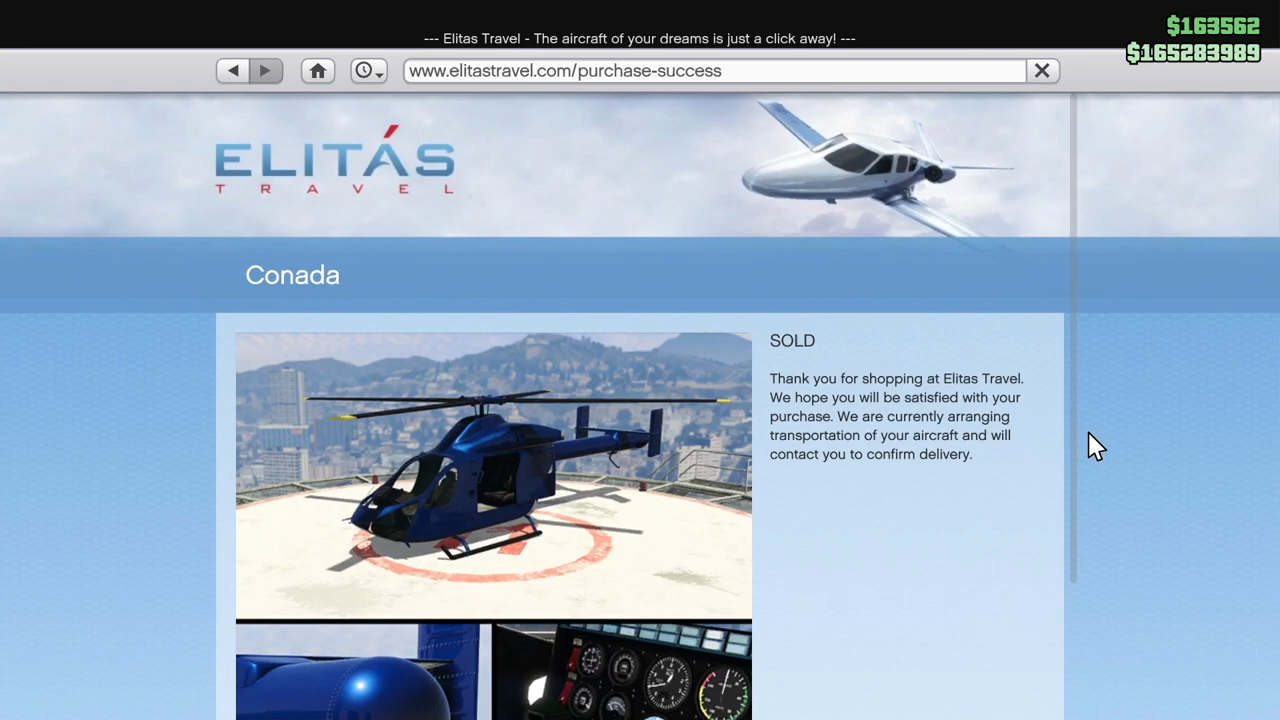 --- Elitas Travel - The aircraft of your dreams is just a click away! ---
$163562
$165283989
www.elitastravel.com/purchase-success
ELITÁS
TRAVEL
Conada
SOLD
Thank you for shopping at Elitas Travel.
We hope you will be satisfied with your
purchase. We are currently arranging
transportation of your aircraft and will
contact you to confirm delivery.